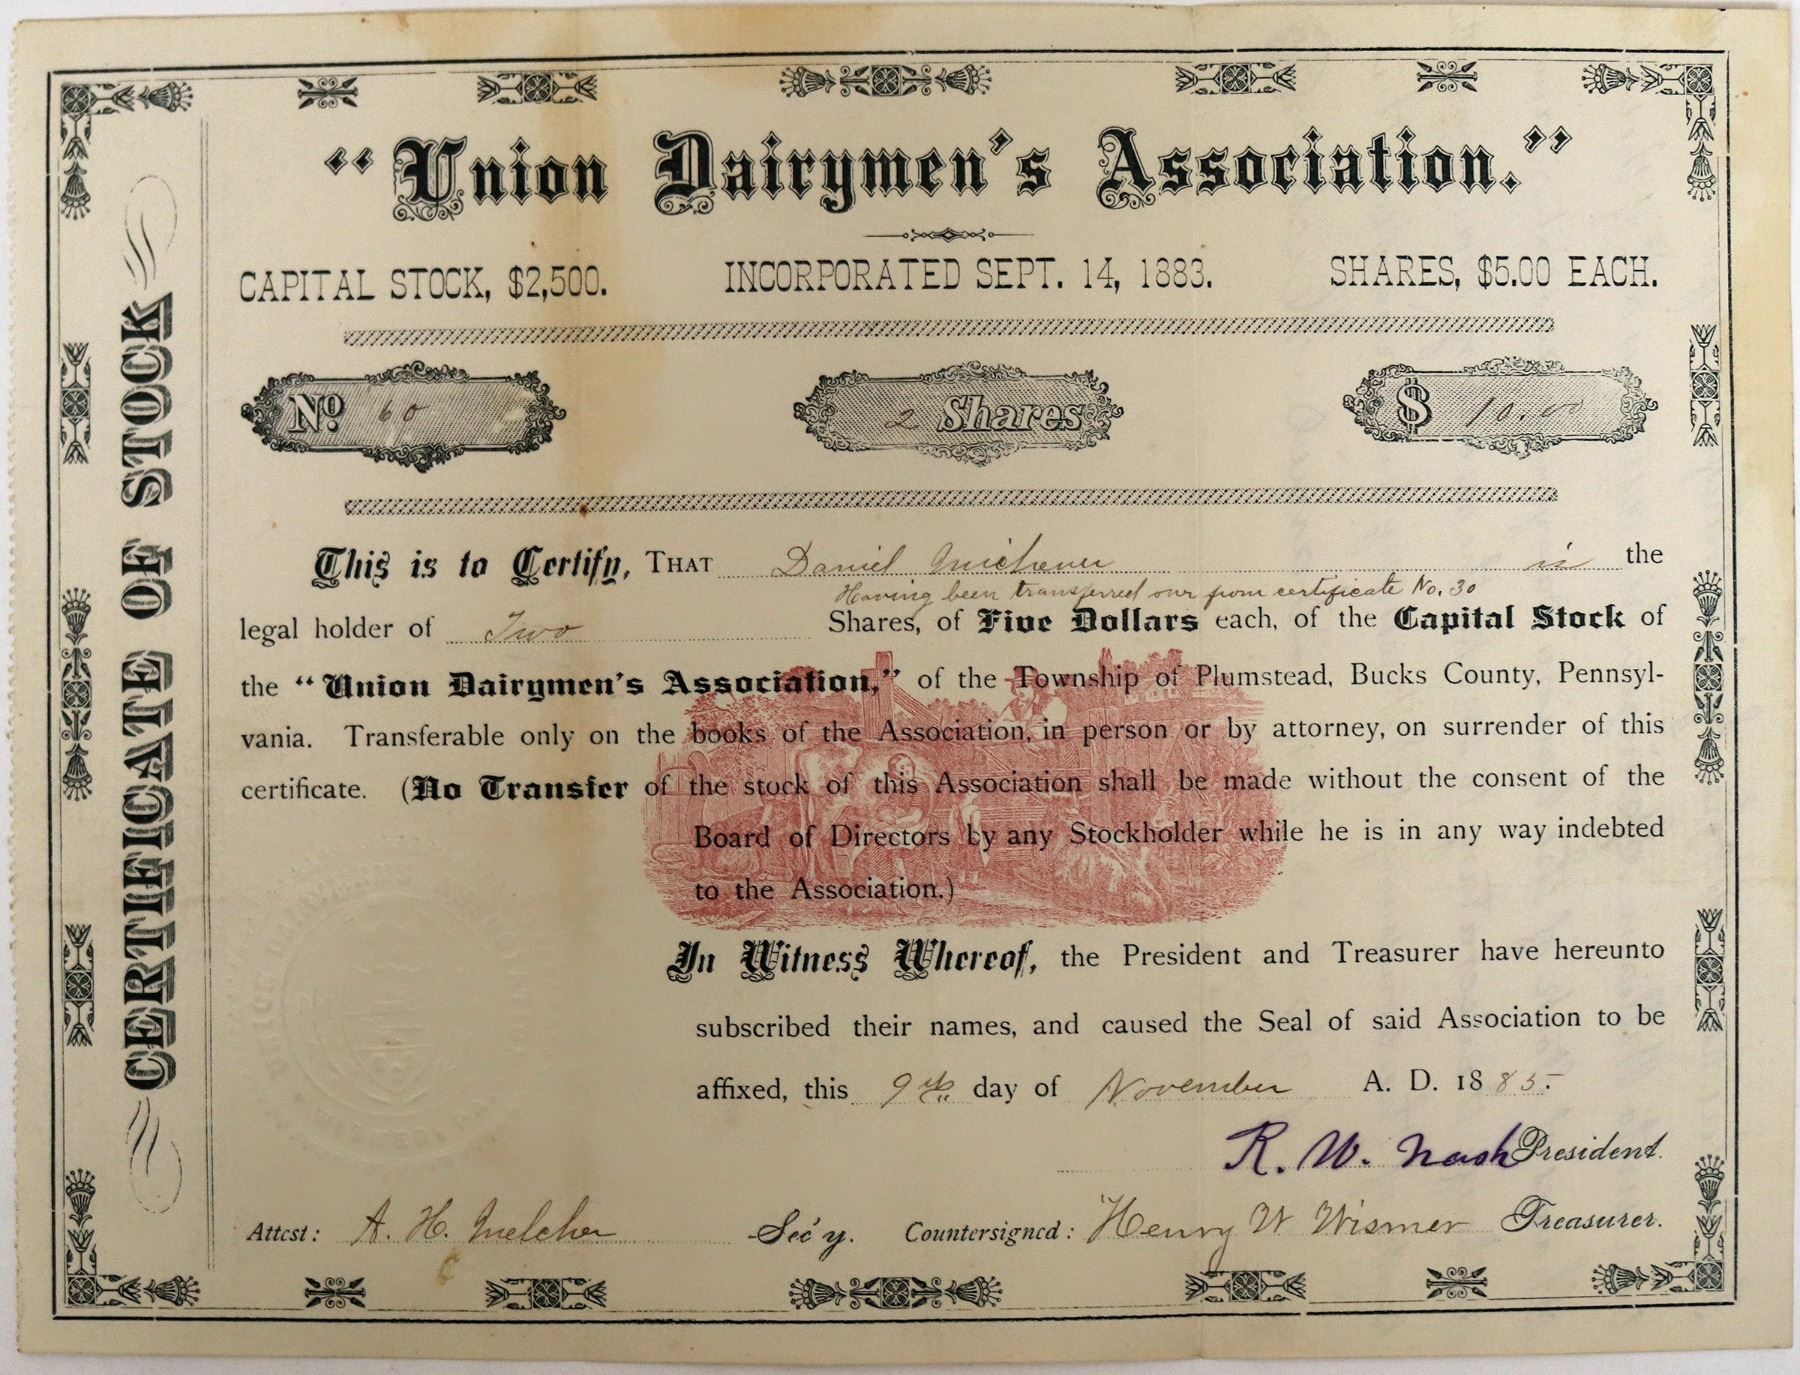 CERTIFICATE OF STOCK
“Union Dairymen’s Association.”
CAPITAL STOCK, $2,500. INCORPORATED SEPT. 14, 1883. SHARES, $5.00 EACH.
No. 60 2 Shares $ 10.00
This is to Certify, THAT Daniel Michener is the
Having been transferred over from certificate No. 30
legal holder of Two Shares, of Five Dollars each, of the Capital Stock of
the “Union Dairymen’s Association,” of the Township of Plumstead, Bucks County, Pennsyl-
vania. Transferable only on the books of the Association, in person or by attorney, on surrender of this
certificate. (No Transfer of the stock of this Association shall be made without the consent of the
Board of Directors by any Stockholder while he is in any way indebted
to the Association.)
In Witness Whereof, the President and Treasurer have hereunto
subscribed their names, and caused the Seal of said Association to be
affixed, this 9th day of November A. D. 1885.
R. W. Nash President.
Attest: A. H. Melcher Sec'y. Countersigned: Henry W Wismer Treasurer.